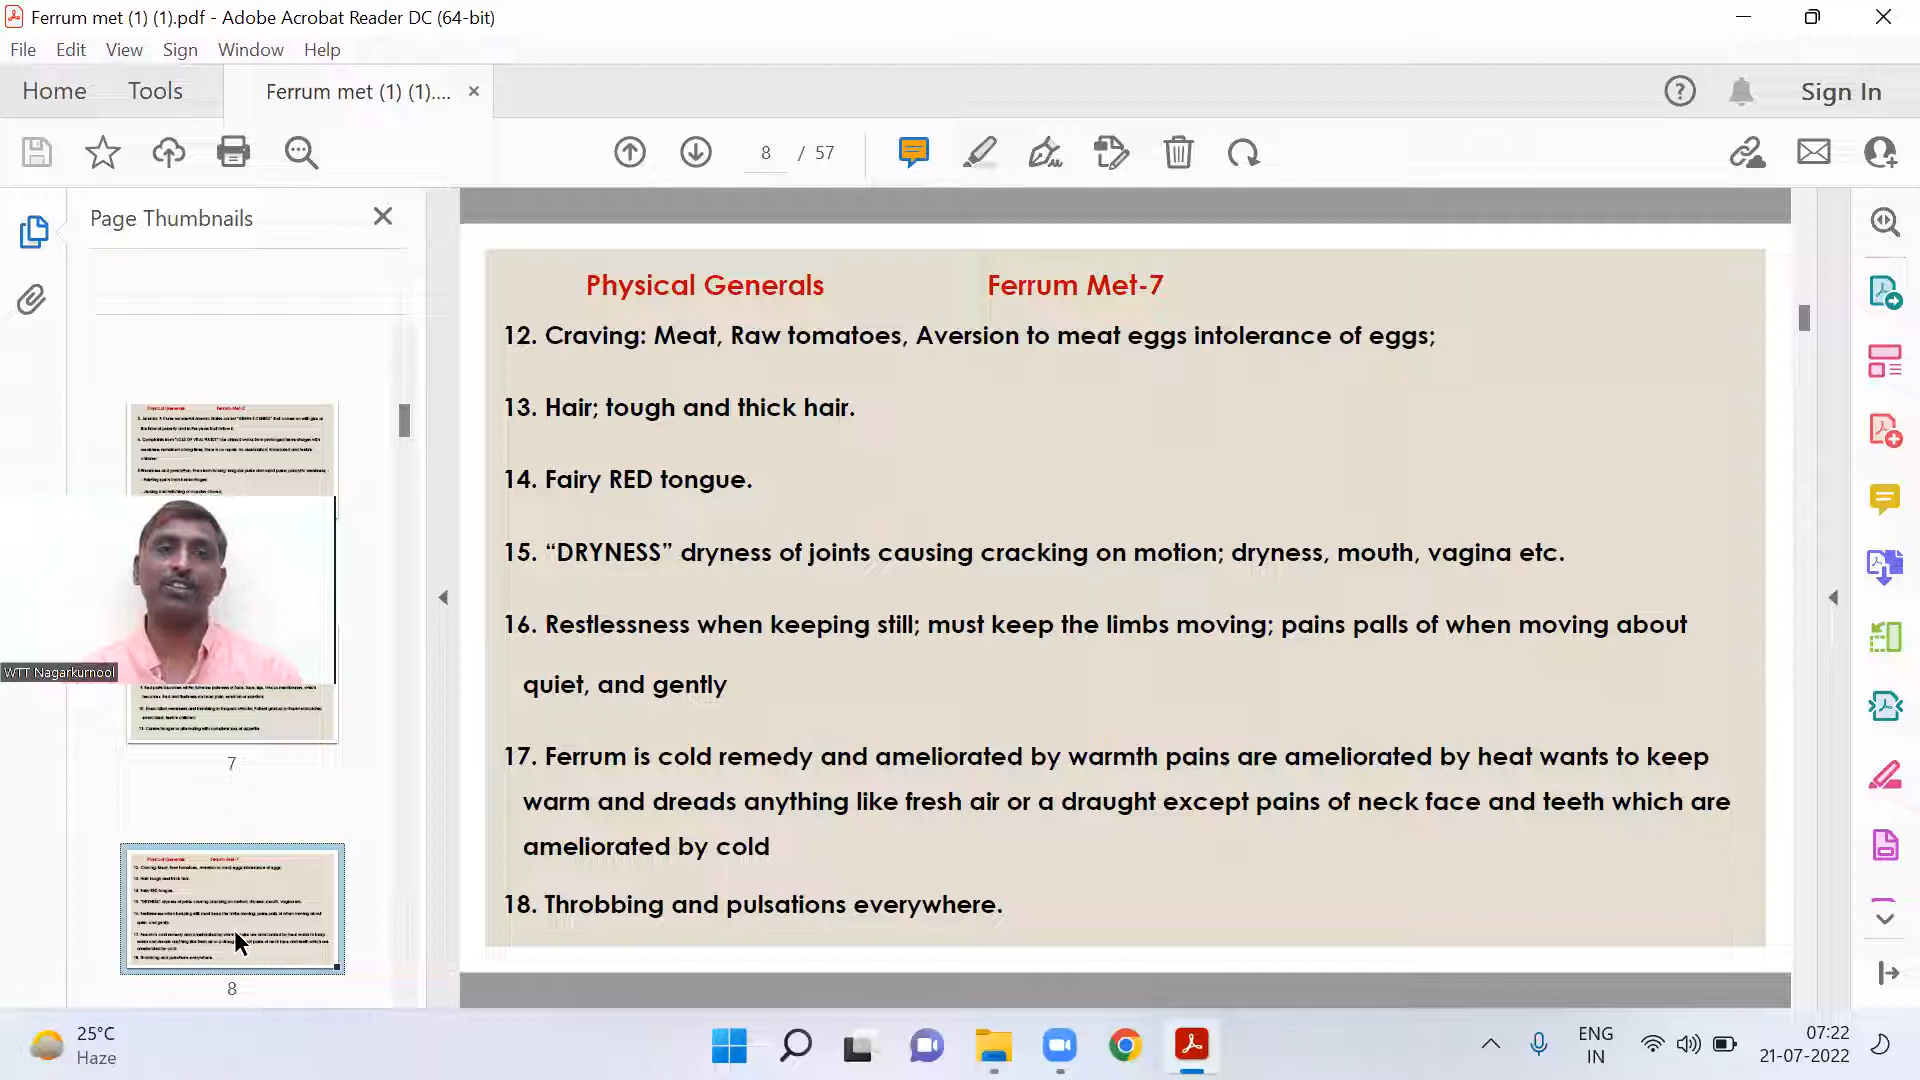 Ferrum met (1) (1).pdf - Adobe Acrobat Reader DC (64-bit)
File Edit View Sign Window Help
Home Tools Ferrum met (1) (1).... Sign In
8 / 57
Page Thumbnails
7
8
WTT Nagarkurnool
Physical Generals Ferrum Met-7
12. Craving: Meat, Raw tomatoes, Aversion to meat eggs intolerance of eggs;
13. Hair; tough and thick hair.
14. Fairy RED tongue.
15. “DRYNESS” dryness of joints causing cracking on motion; dryness, mouth, vagina etc.
16. Restlessness when keeping still; must keep the limbs moving; pains palls of when moving about
quiet, and gently
17. Ferrum is cold remedy and ameliorated by warmth pains are ameliorated by heat wants to keep
warm and dreads anything like fresh air or a draught except pains of neck face and teeth which are
ameliorated by cold
18. Throbbing and pulsations everywhere.
25°C
Haze
ENG
IN
07:22
21-07-2022